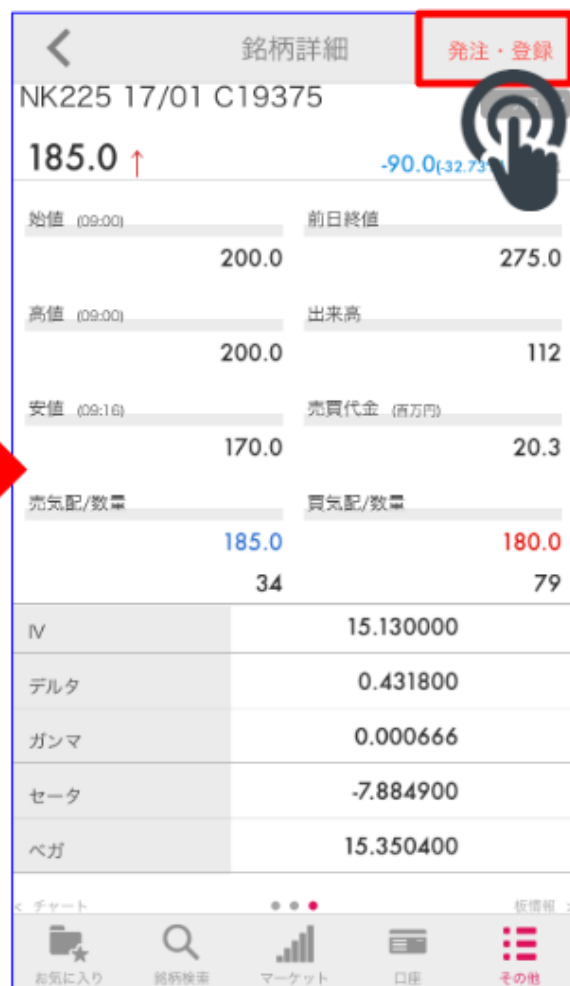 銘柄詳細 発注・登録
NK225 17/01 C19375
185.0 ↑ -90.0(-32.73
始値 (09:00) 前日終値
200.0 275.0
高値 (09:00) 出来高
200.0 112
安値 (09:16) 売買代金 (百万円)
170.0 20.3
売気配/数量 買気配/数量
185.0 180.0
34 79
IV 15.130000
デルタ 0.431800
ガンマ 0.000666
セータ -7.884900
ベガ 15.350400
< チャート 板情報 >
お気に入り 銘柄検索 マーケット 口座 その他